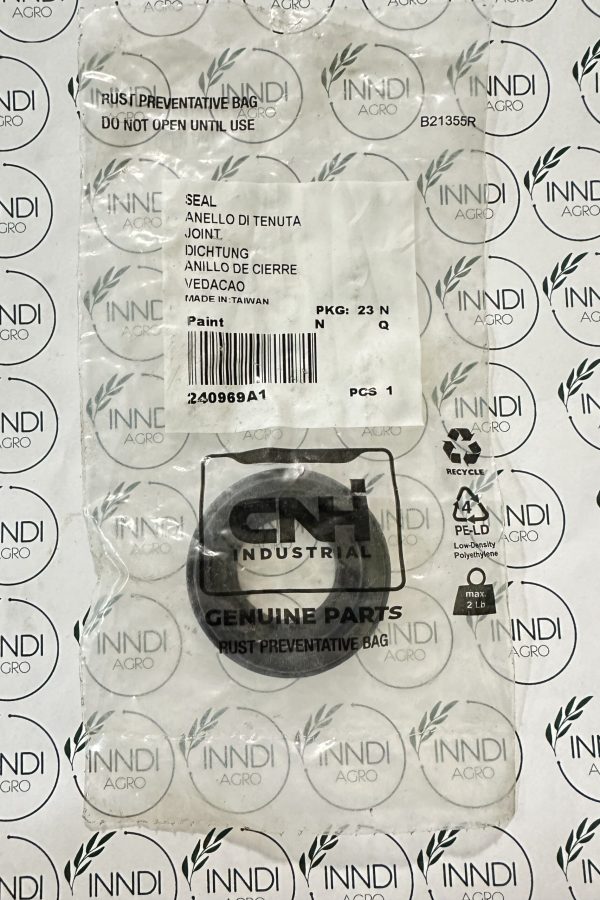 RUST PREVENTATIVE BAG
DO NOT OPEN UNTIL USE
B21355R
SEAL
ANELLO DI TENUTA
JOINT.
DICHTUNG
ANILLO DE CIERRE
VEDACAO
MADE IN:TAIWAN
Paint
PKG: 23 N
N Q
240969A1
PCS 1
RECYCLE
4
PE-LD
Low-Density
Polyethylene
max.
2 Lb
CNH
INDUSTRIAL
GENUINE PARTS
RUST PREVENTATIVE BAG
INNDI
AGRO